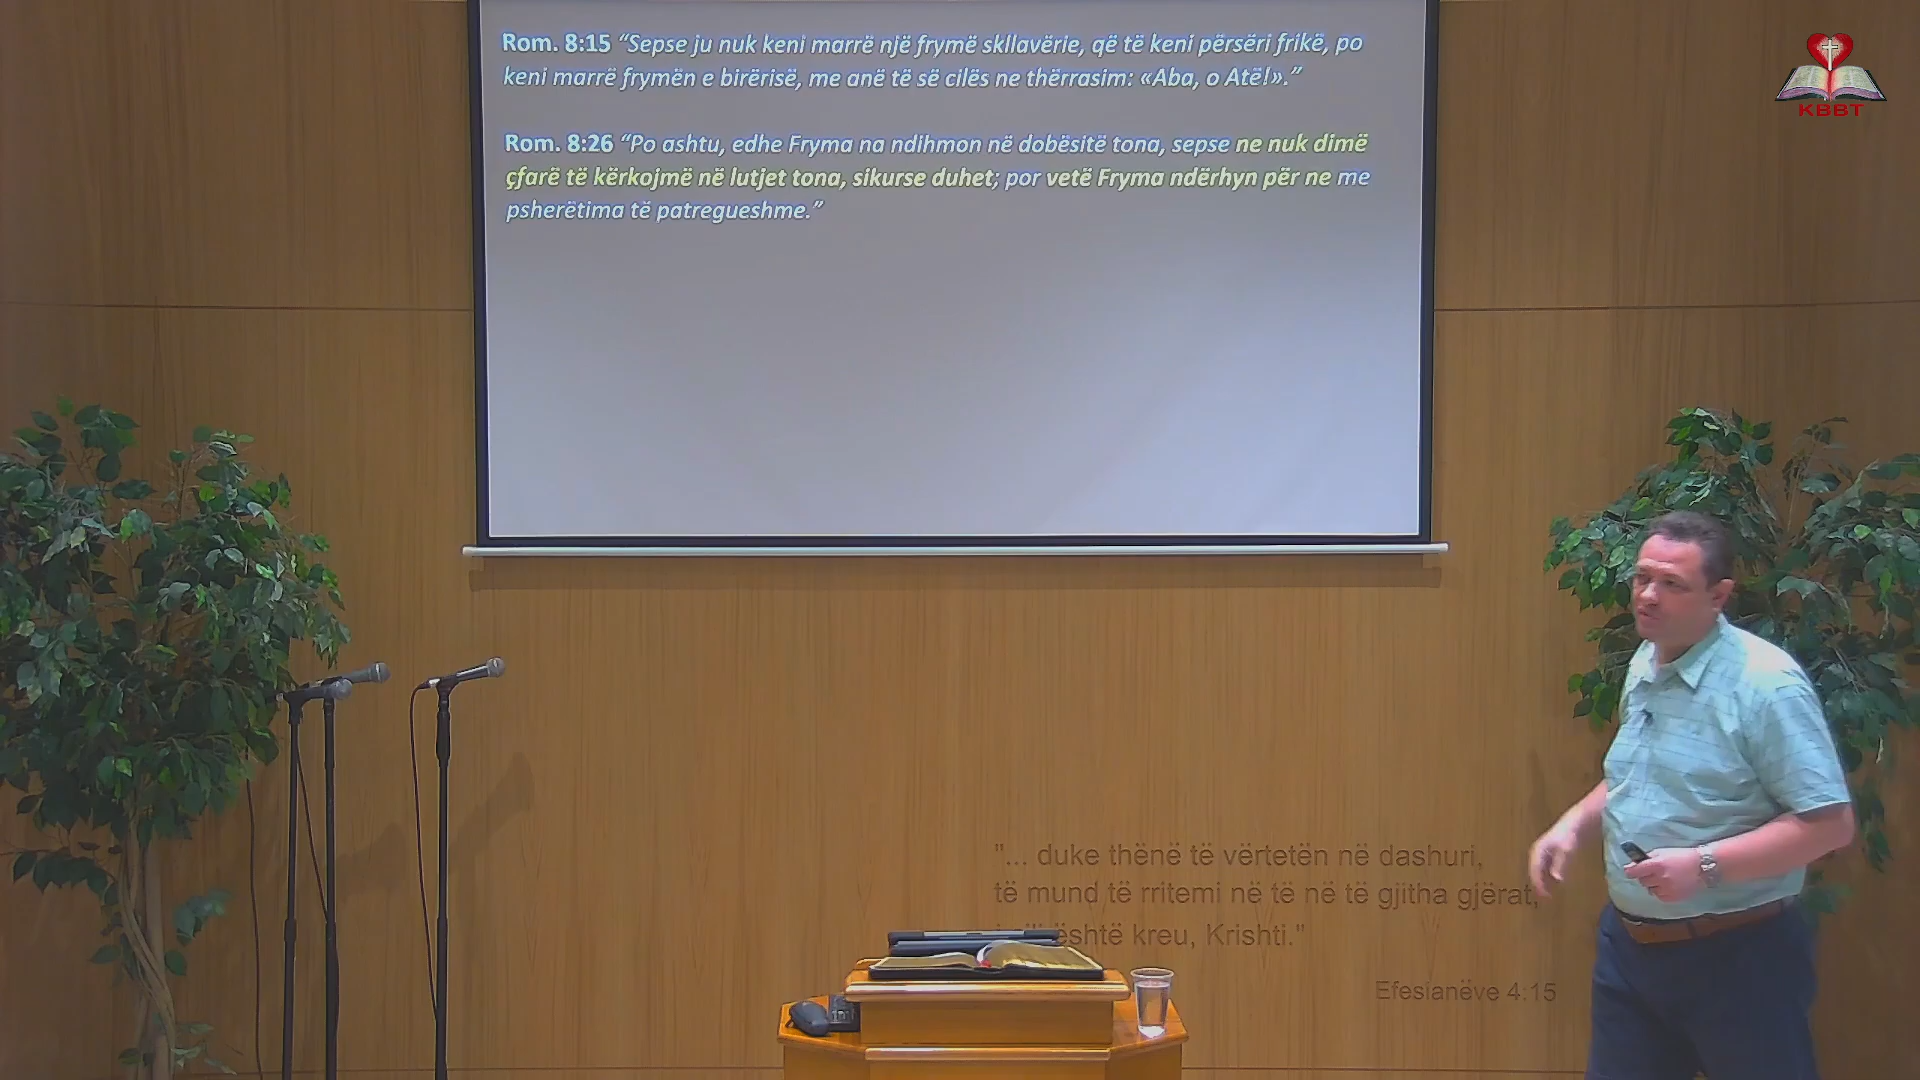 Rom. 8:15 “Sepse ju nuk keni marrë një frymë skllavërie, që të keni përsëri frikë, po
keni marrë frymën e birërisë, me anë të së cilës ne thërrasim: «Aba, o Atë!».”
Rom. 8:26 “Po ashtu, edhe Fryma na ndihmon në dobësitë tona, sepse ne nuk dimë
çfarë të kërkojmë në lutjet tona, sikurse duhet; por vetë Fryma ndërhyn për ne me
psherëtima të patregueshme.”
KBBT
"... duke thënë të vërtetën në dashuri,
të mund të rritemi në të në të gjitha gjërat,
është kreu, Krishti."
Efesianëve 4:15